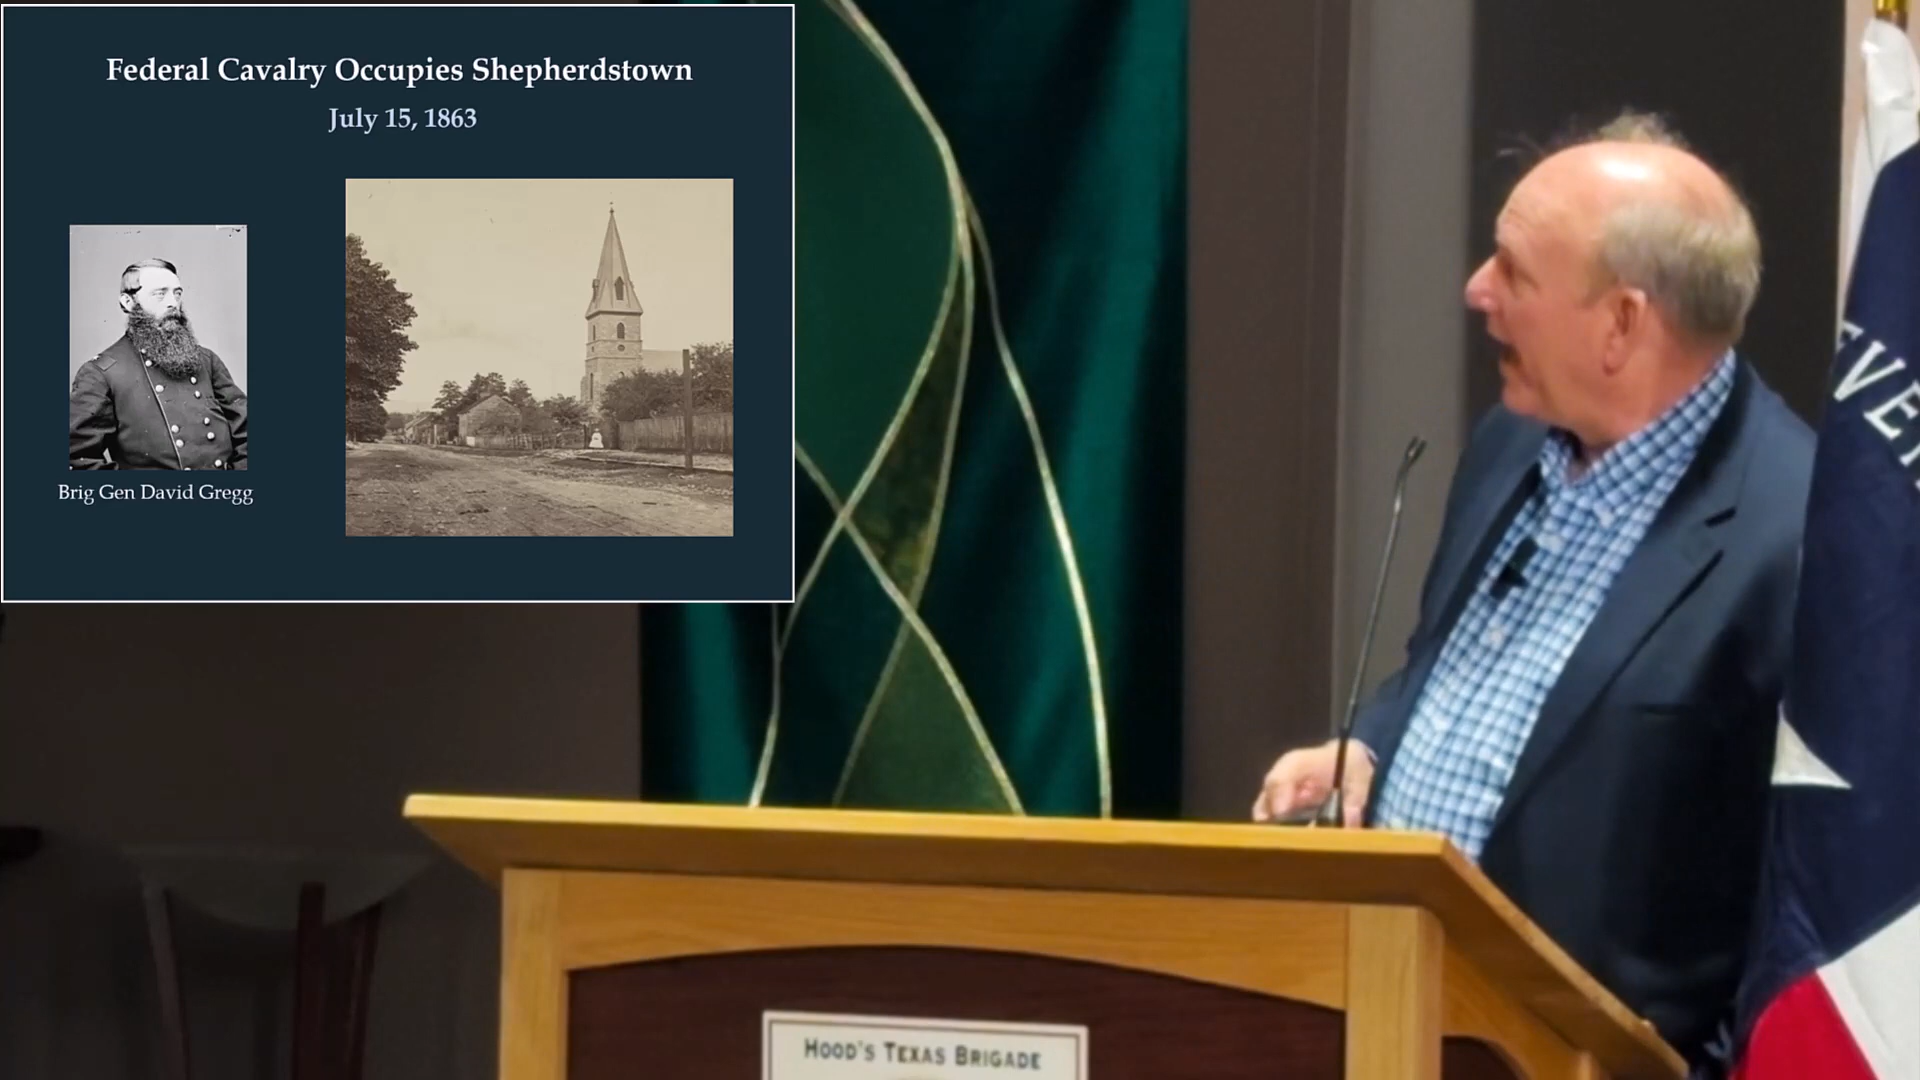 Federal Cavalry Occupies Shepherdstown
July 15, 1863
Brig Gen David Gregg
HOOD'S TEXAS BRIGADE